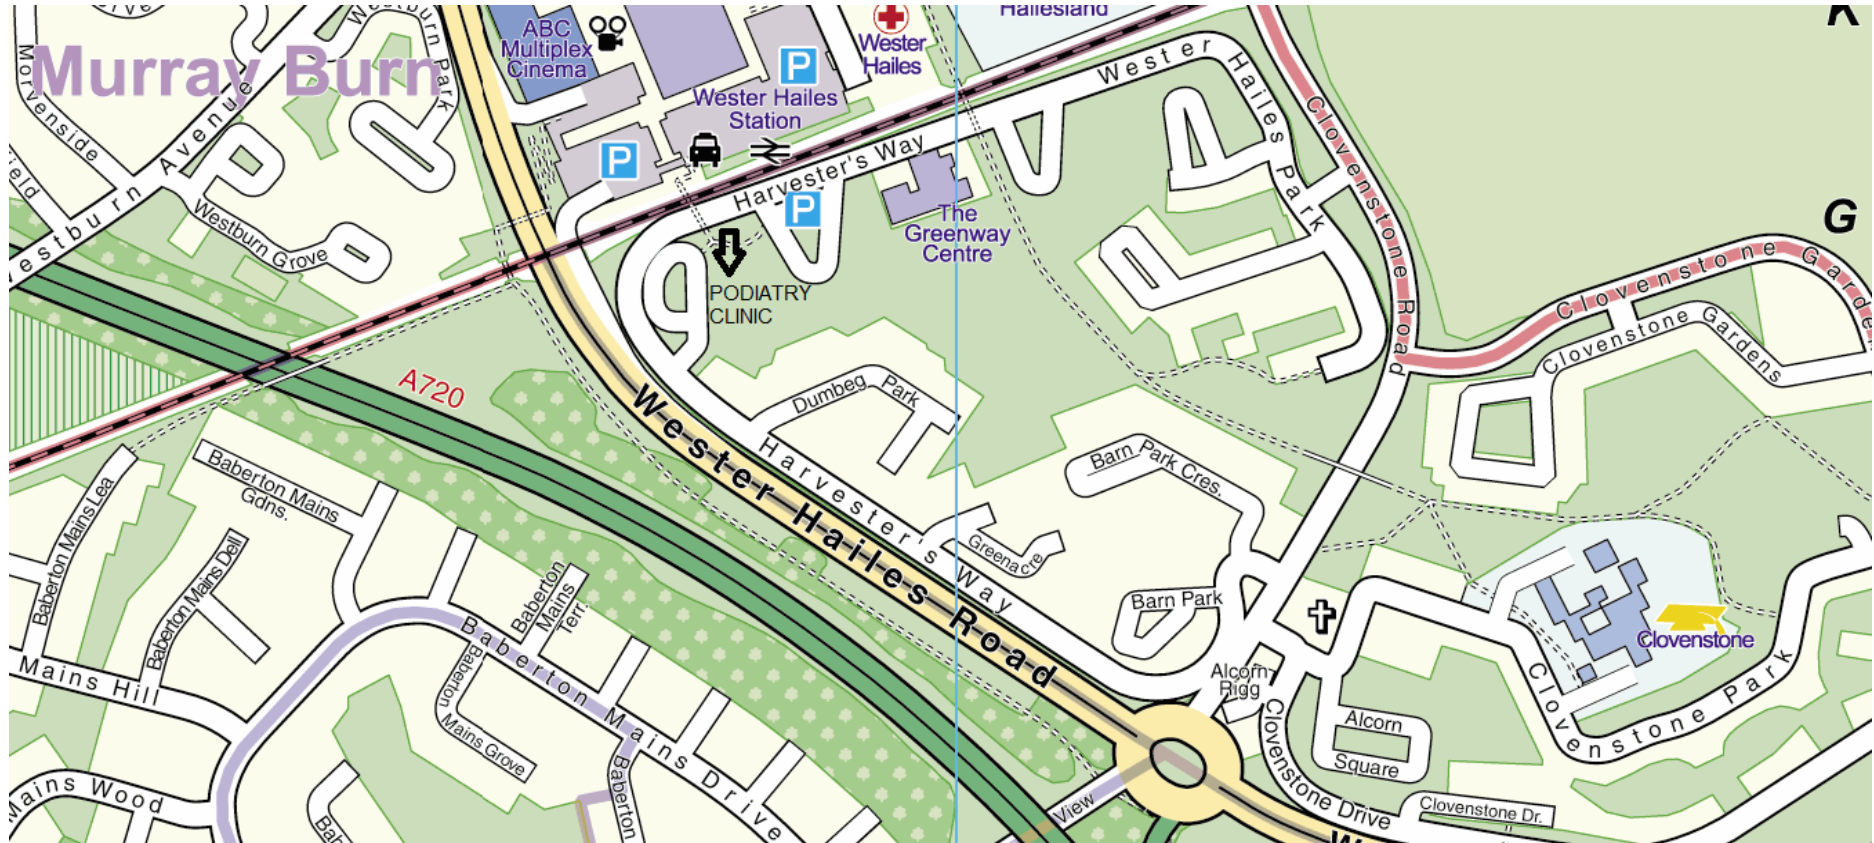 Westburn Park
Murray Burn
Morvenside
Westburn Avenue
Westburn Grove
ABC
Multiplex
Cinema
P
Wester Hailes
Station
P
Wester
Hailes
Hailesland
K
Wester Hailes Park
Harvester's Way
P
The
Greenway
Centre
PODIATRY
CLINIC
Clovenstone Road
G
Clovenstone Garde
Clovenstone Gardens
A720
Dumbeg Park
Wester Hailes Road
Harvester's Way
Barn Park Cres.
Greenacre
Barn Park
Baberton Mains Lea
Baberton Mains
Gdns.
Baberton Mains Dell
Baberton
Mains
Terr.
Mains Hill
Baberton Mains Drive
Baberton
Mains Grove
Mains Wood
Bab
Baberton
View
Alcorn
Rigg
Clovenstone
Clovenstone Park
Alcorn
Square
Clovenstone Drive
Clovenstone Dr.
W